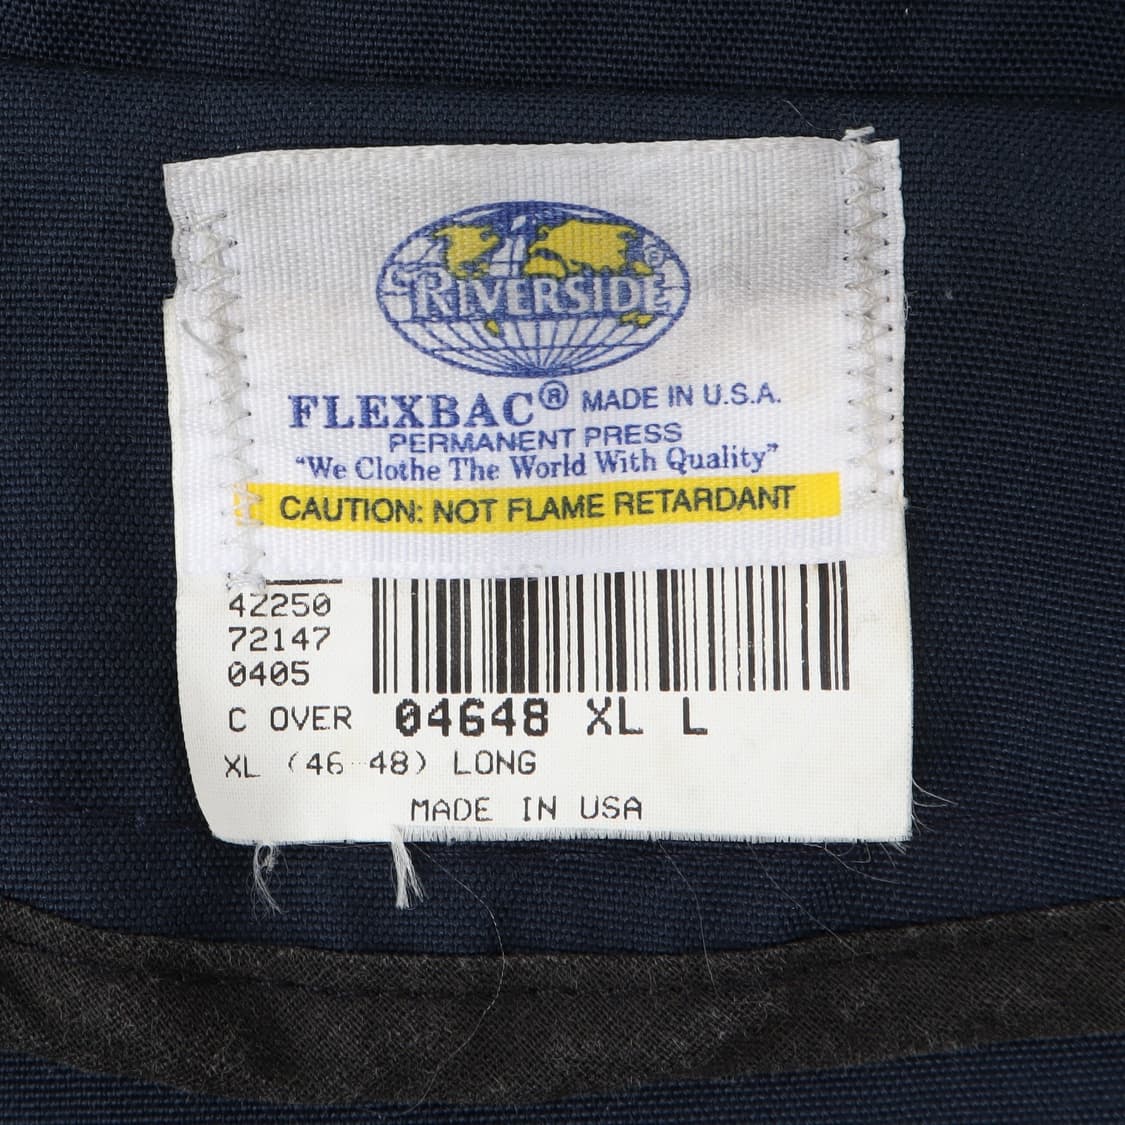 RIVERSIDE
FLEXBAC® MADE IN U.S.A.
PERMANENT PRESS
"We Clothe The World With Quality"
CAUTION: NOT FLAME RETARDANT
42250
72147
0405
C OVER 04648 XL L
XL (46-48) LONG
MADE IN USA